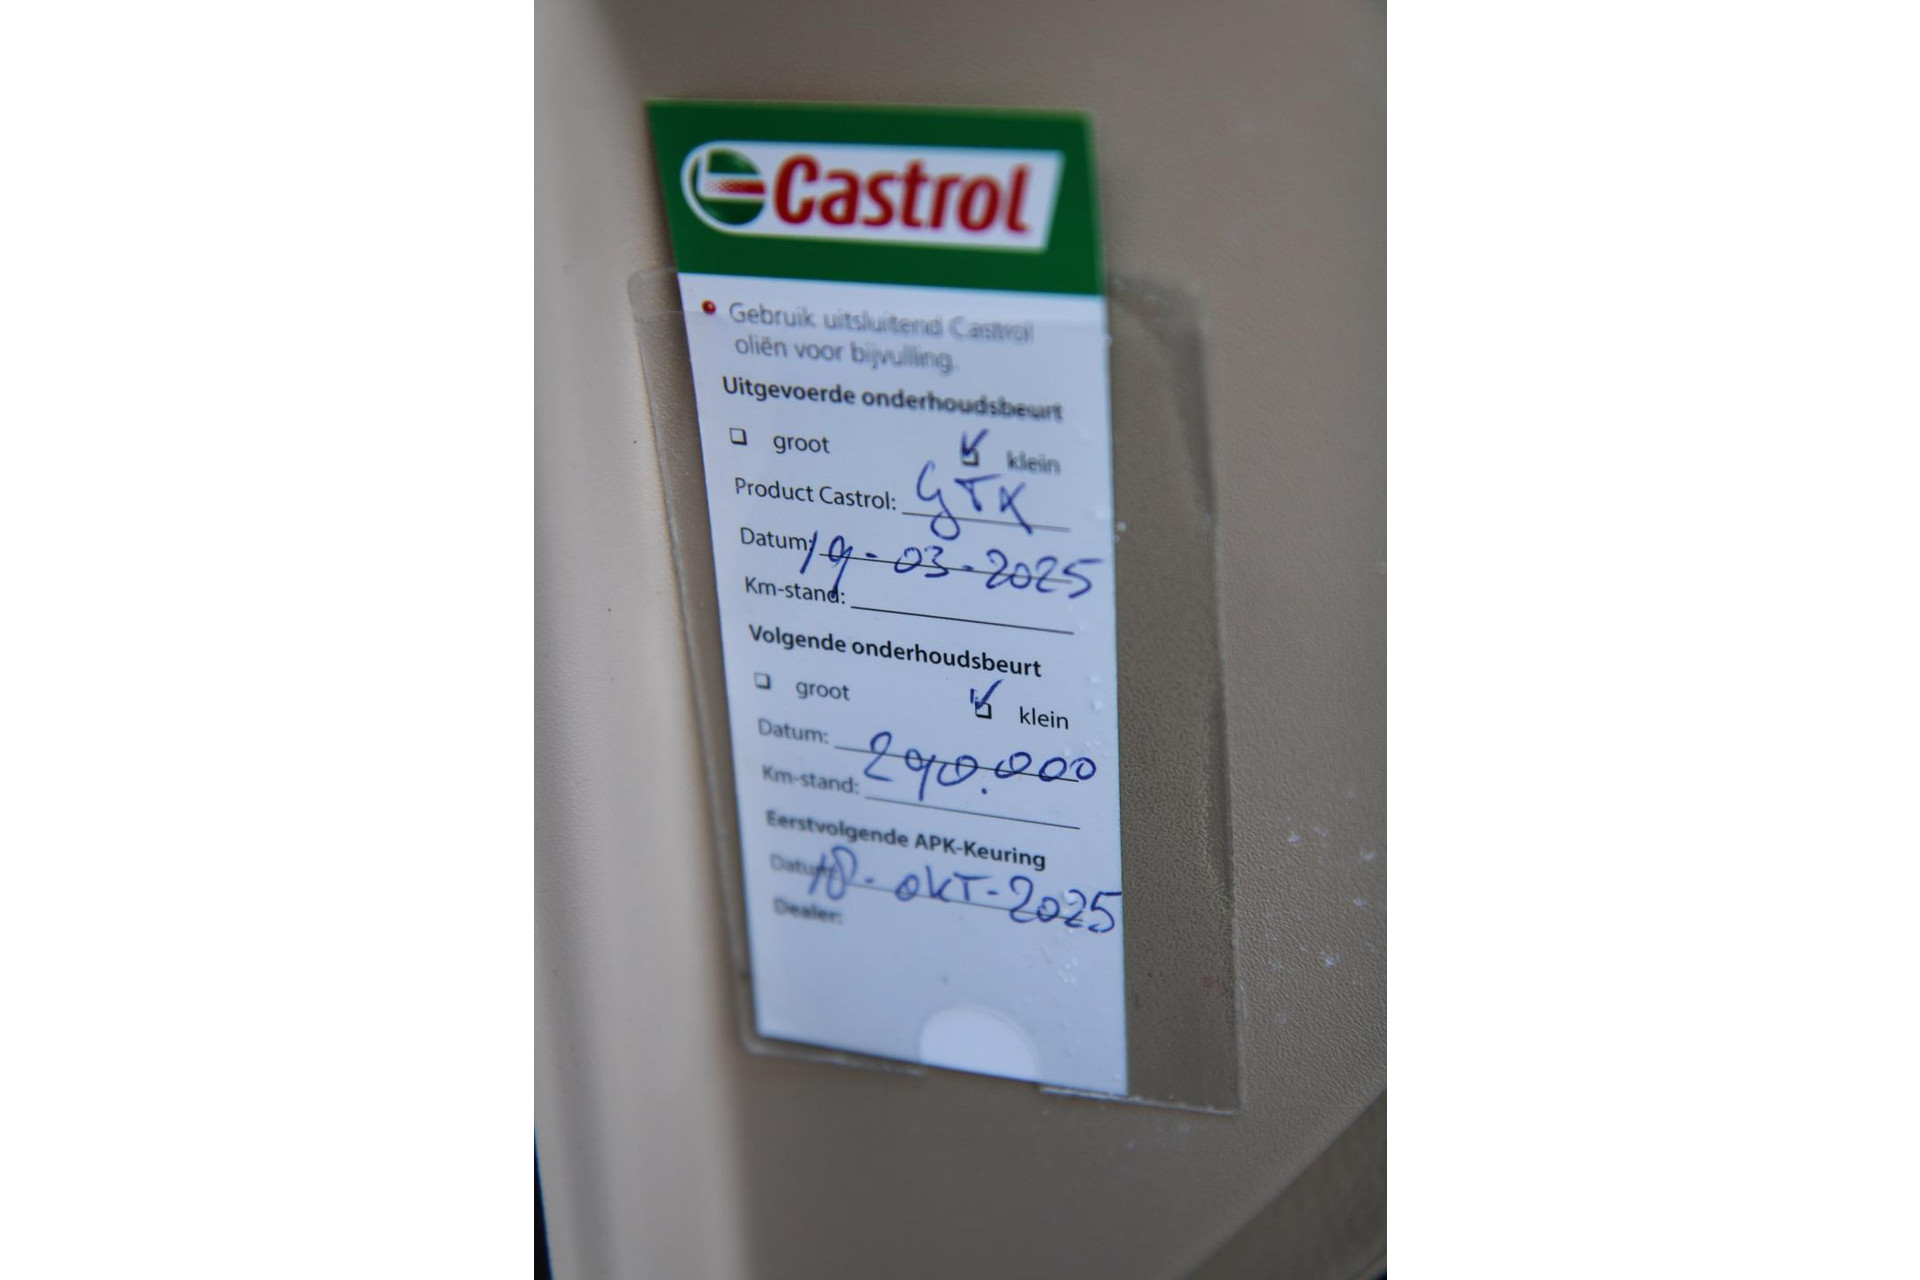 Castrol
Gebruik uitsluitend Castrol
oliën voor bijvulling.
Uitgevoerde onderhoudsbeurt
groot klein
Product Castrol: GTX
Datum: 19-03-2025
Km-stand:
Volgende onderhoudsbeurt
groot klein
Datum: 290.000
Km-stand:
Eerstvolgende APK-Keuring
Datum: 18-OKT-2025
Dealer: